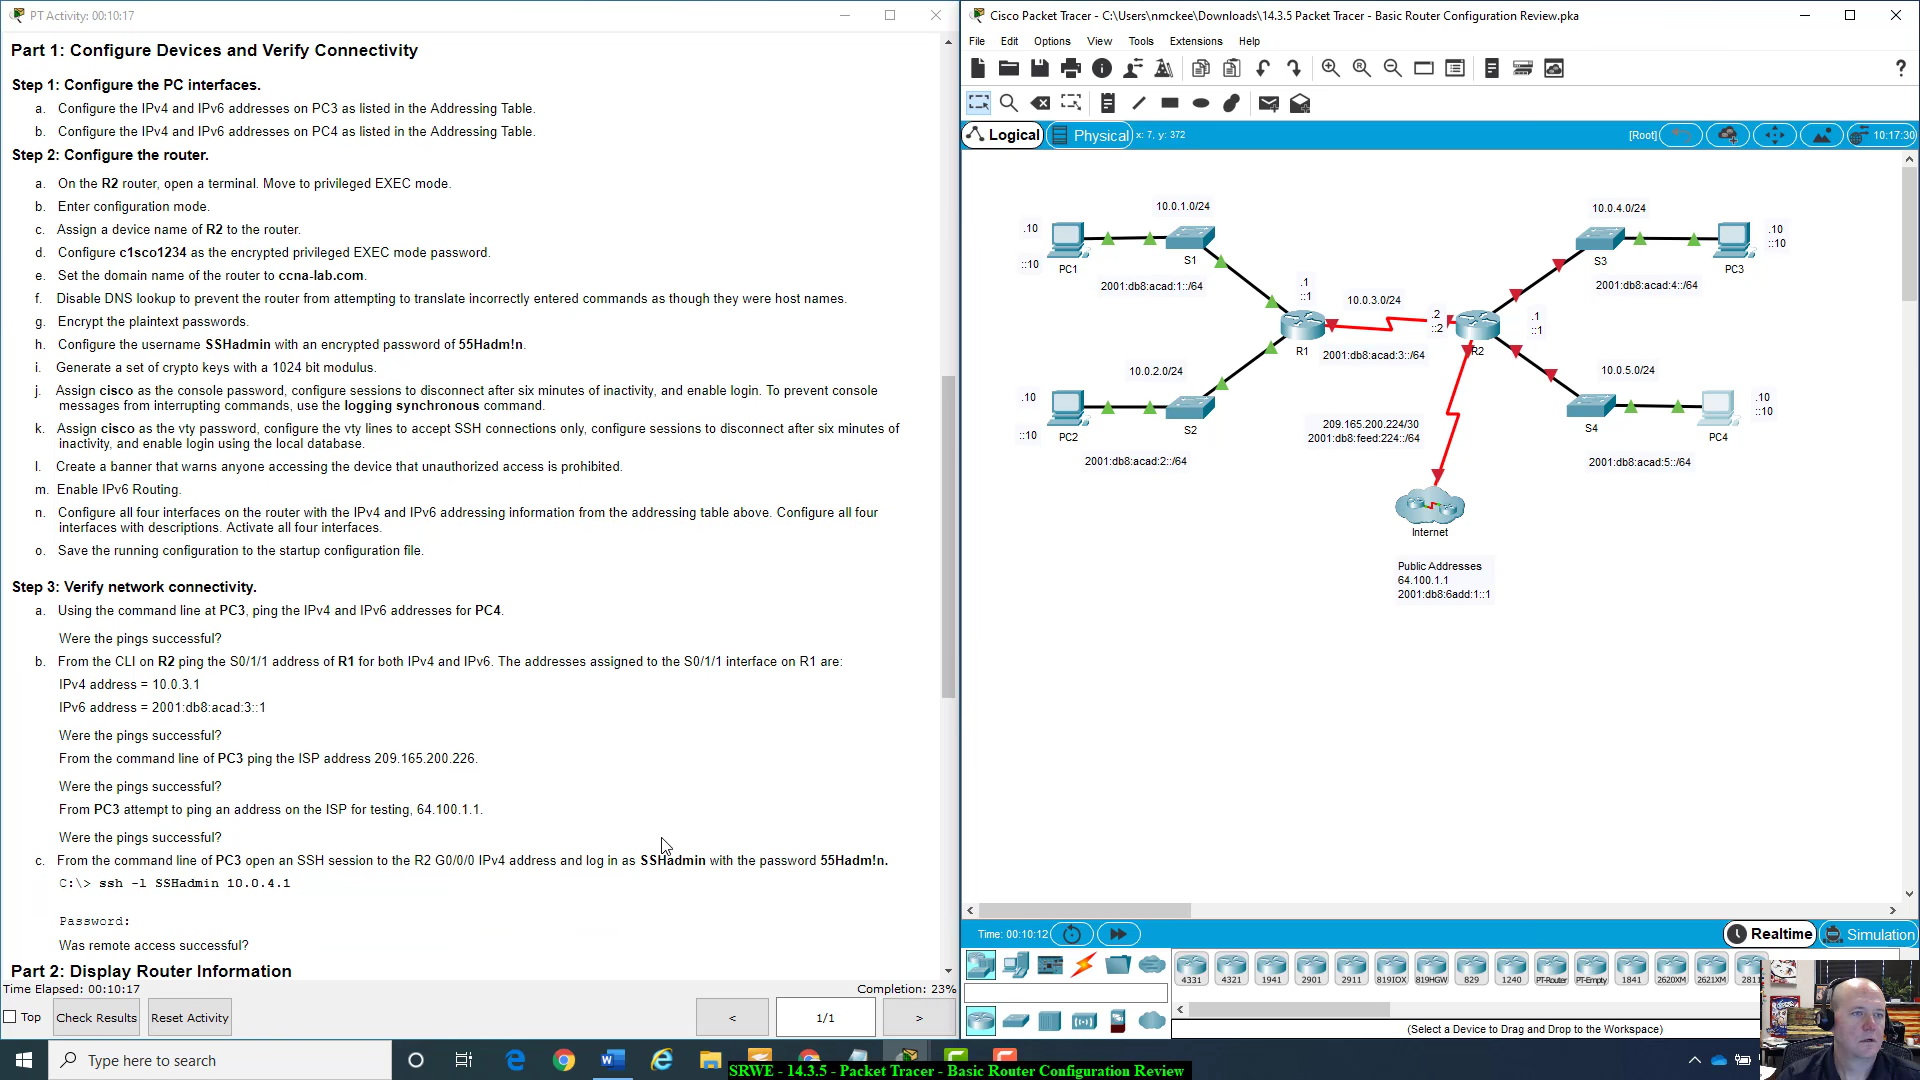 PT Activity: 00:10:17
Part 1: Configure Devices and Verify Connectivity
Step 1: Configure the PC interfaces.
a. Configure the IPv4 and IPv6 addresses on PC3 as listed in the Addressing Table.
b. Configure the IPv4 and IPv6 addresses on PC4 as listed in the Addressing Table.
Step 2: Configure the router.
a. On the R2 router, open a terminal. Move to privileged EXEC mode.
b. Enter configuration mode.
c. Assign a device name of R2 to the router.
d. Configure c1sco1234 as the encrypted privileged EXEC mode password.
e. Set the domain name of the router to ccna-lab.com.
f. Disable DNS lookup to prevent the router from attempting to translate incorrectly entered commands as though they were host names.
g. Encrypt the plaintext passwords.
h. Configure the username SSHadmin with an encrypted password of 55Hadm!n.
i. Generate a set of crypto keys with a 1024 bit modulus.
j. Assign cisco as the console password, configure sessions to disconnect after six minutes of inactivity, and enable login. To prevent console
messages from interrupting commands, use the logging synchronous command.
k. Assign cisco as the vty password, configure the vty lines to accept SSH connections only, configure sessions to disconnect after six minutes of
inactivity, and enable login using the local database.
l. Create a banner that warns anyone accessing the device that unauthorized access is prohibited.
m. Enable IPv6 Routing.
n. Configure all four interfaces on the router with the IPv4 and IPv6 addressing information from the addressing table above. Configure all four
interfaces with descriptions. Activate all four interfaces.
o. Save the running configuration to the startup configuration file.
Step 3: Verify network connectivity.
a. Using the command line at PC3, ping the IPv4 and IPv6 addresses for PC4.
Were the pings successful?
b. From the CLI on R2 ping the S0/1/1 address of R1 for both IPv4 and IPv6. The addresses assigned to the S0/1/1 interface on R1 are:
IPv4 address = 10.0.3.1
IPv6 address = 2001:db8:acad:3::1
Were the pings successful?
From the command line of PC3 ping the ISP address 209.165.200.226.
Were the pings successful?
From PC3 attempt to ping an address on the ISP for testing, 64.100.1.1.
Were the pings successful?
c. From the command line of PC3 open an SSH session to the R2 G0/0/0 IPv4 address and log in as SSHadmin with the password 55Hadm!n.
C:\> ssh -l SSHadmin 10.0.4.1
Password:
Was remote access successful?
Part 2: Display Router Information
Time Elapsed: 00:10:17
Completion: 23%
Top
Check Results
Reset Activity
<
1/1
>
Cisco Packet Tracer - C:\Users\nmckee\Downloads\14.3.5 Packet Tracer - Basic Router Configuration Review.pka
File Edit Options View Tools Extensions Help
?
Logical
Physical
x: 7, y: 372
[Root]
10:17:30
10.0.1.0/24
.10
::10
PC1
S1
2001:db8:acad:1::/64
10.0.4.0/24
.10
::10
PC3
S3
2001:db8:acad:4::/64
.1
::1
10.0.3.0/24
.2
::2
.1
::1
R1
2001:db8:acad:3::/64
R2
10.0.2.0/24
.10
::10
PC2
S2
2001:db8:acad:2::/64
10.0.5.0/24
.10
::10
PC4
S4
2001:db8:acad:5::/64
209.165.200.224/30
2001:db8:feed:224::/64
Internet
Public Addresses
64.100.1.1
2001:db8:6add:1::1
Time: 00:10:12
Realtime
Simulation
4331 4321 1941 2901 2911 819IOX 819HGW 829 1240 PT-Router PT-Empty 1841 2620XM 2621XM 2811
(Select a Device to Drag and Drop to the Workspace)
Type here to search
SRWE - 14.3.5 - Packet Tracer - Basic Router Configuration Review